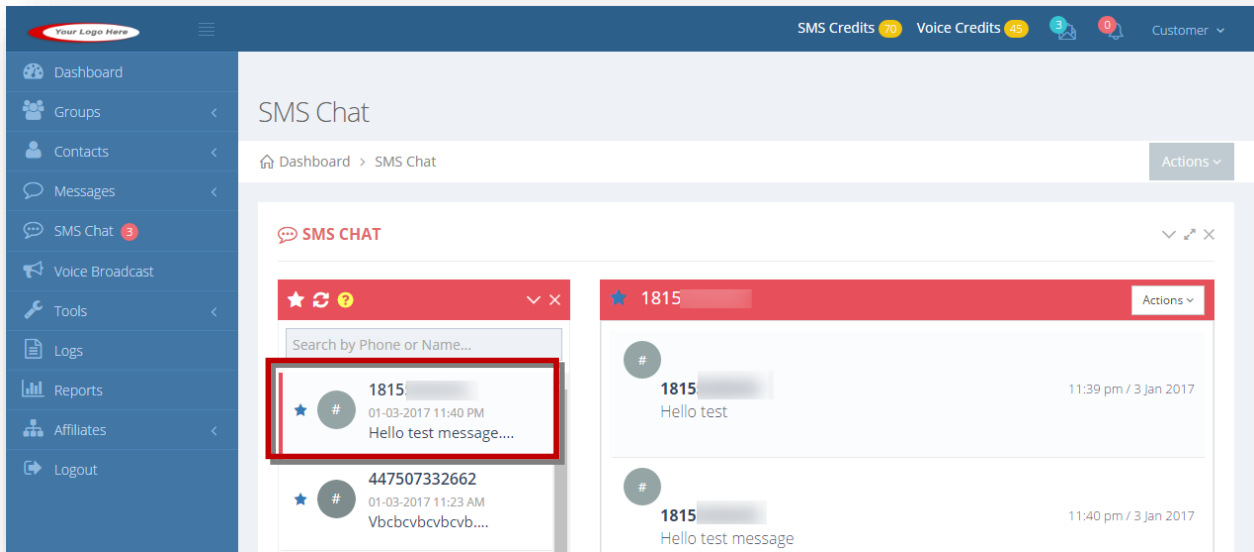 Your Logo Here
SMS Credits 70 Voice Credits 45 3 0 Customer
Dashboard
Groups
Contacts
Messages
SMS Chat 3
Voice Broadcast
Tools
Logs
Reports
Affiliates
Logout
SMS Chat
Dashboard > SMS Chat
Actions
SMS CHAT
?
Search by Phone or Name...
# 1815
01-03-2017 11:40 PM
Hello test message....
# 447507332662
01-03-2017 11:23 AM
Vbcbcvbcvbcvb....
1815 Actions
#
1815 11:39 pm / 3 Jan 2017
Hello test
#
1815 11:40 pm / 3 Jan 2017
Hello test message